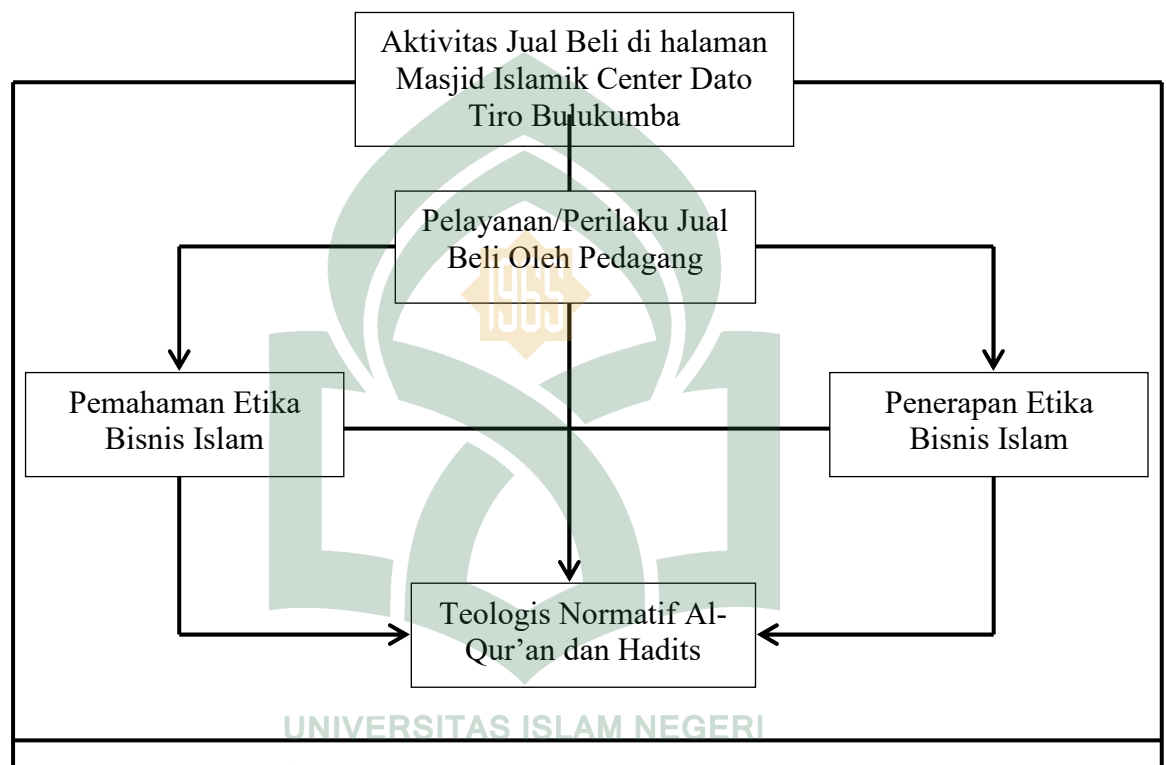 Aktivitas Jual Beli di halaman
Masjid Islamik Center Dato
Tiro Bulukumba
Pelayanan/Perilaku Jual
Beli Oleh Pedagang
1965
Pemahaman Etika
Bisnis Islam
Penerapan Etika
Bisnis Islam
Teologis Normatif Al-
Qur’an dan Hadits
UNIVERSITAS ISLAM NEGERI